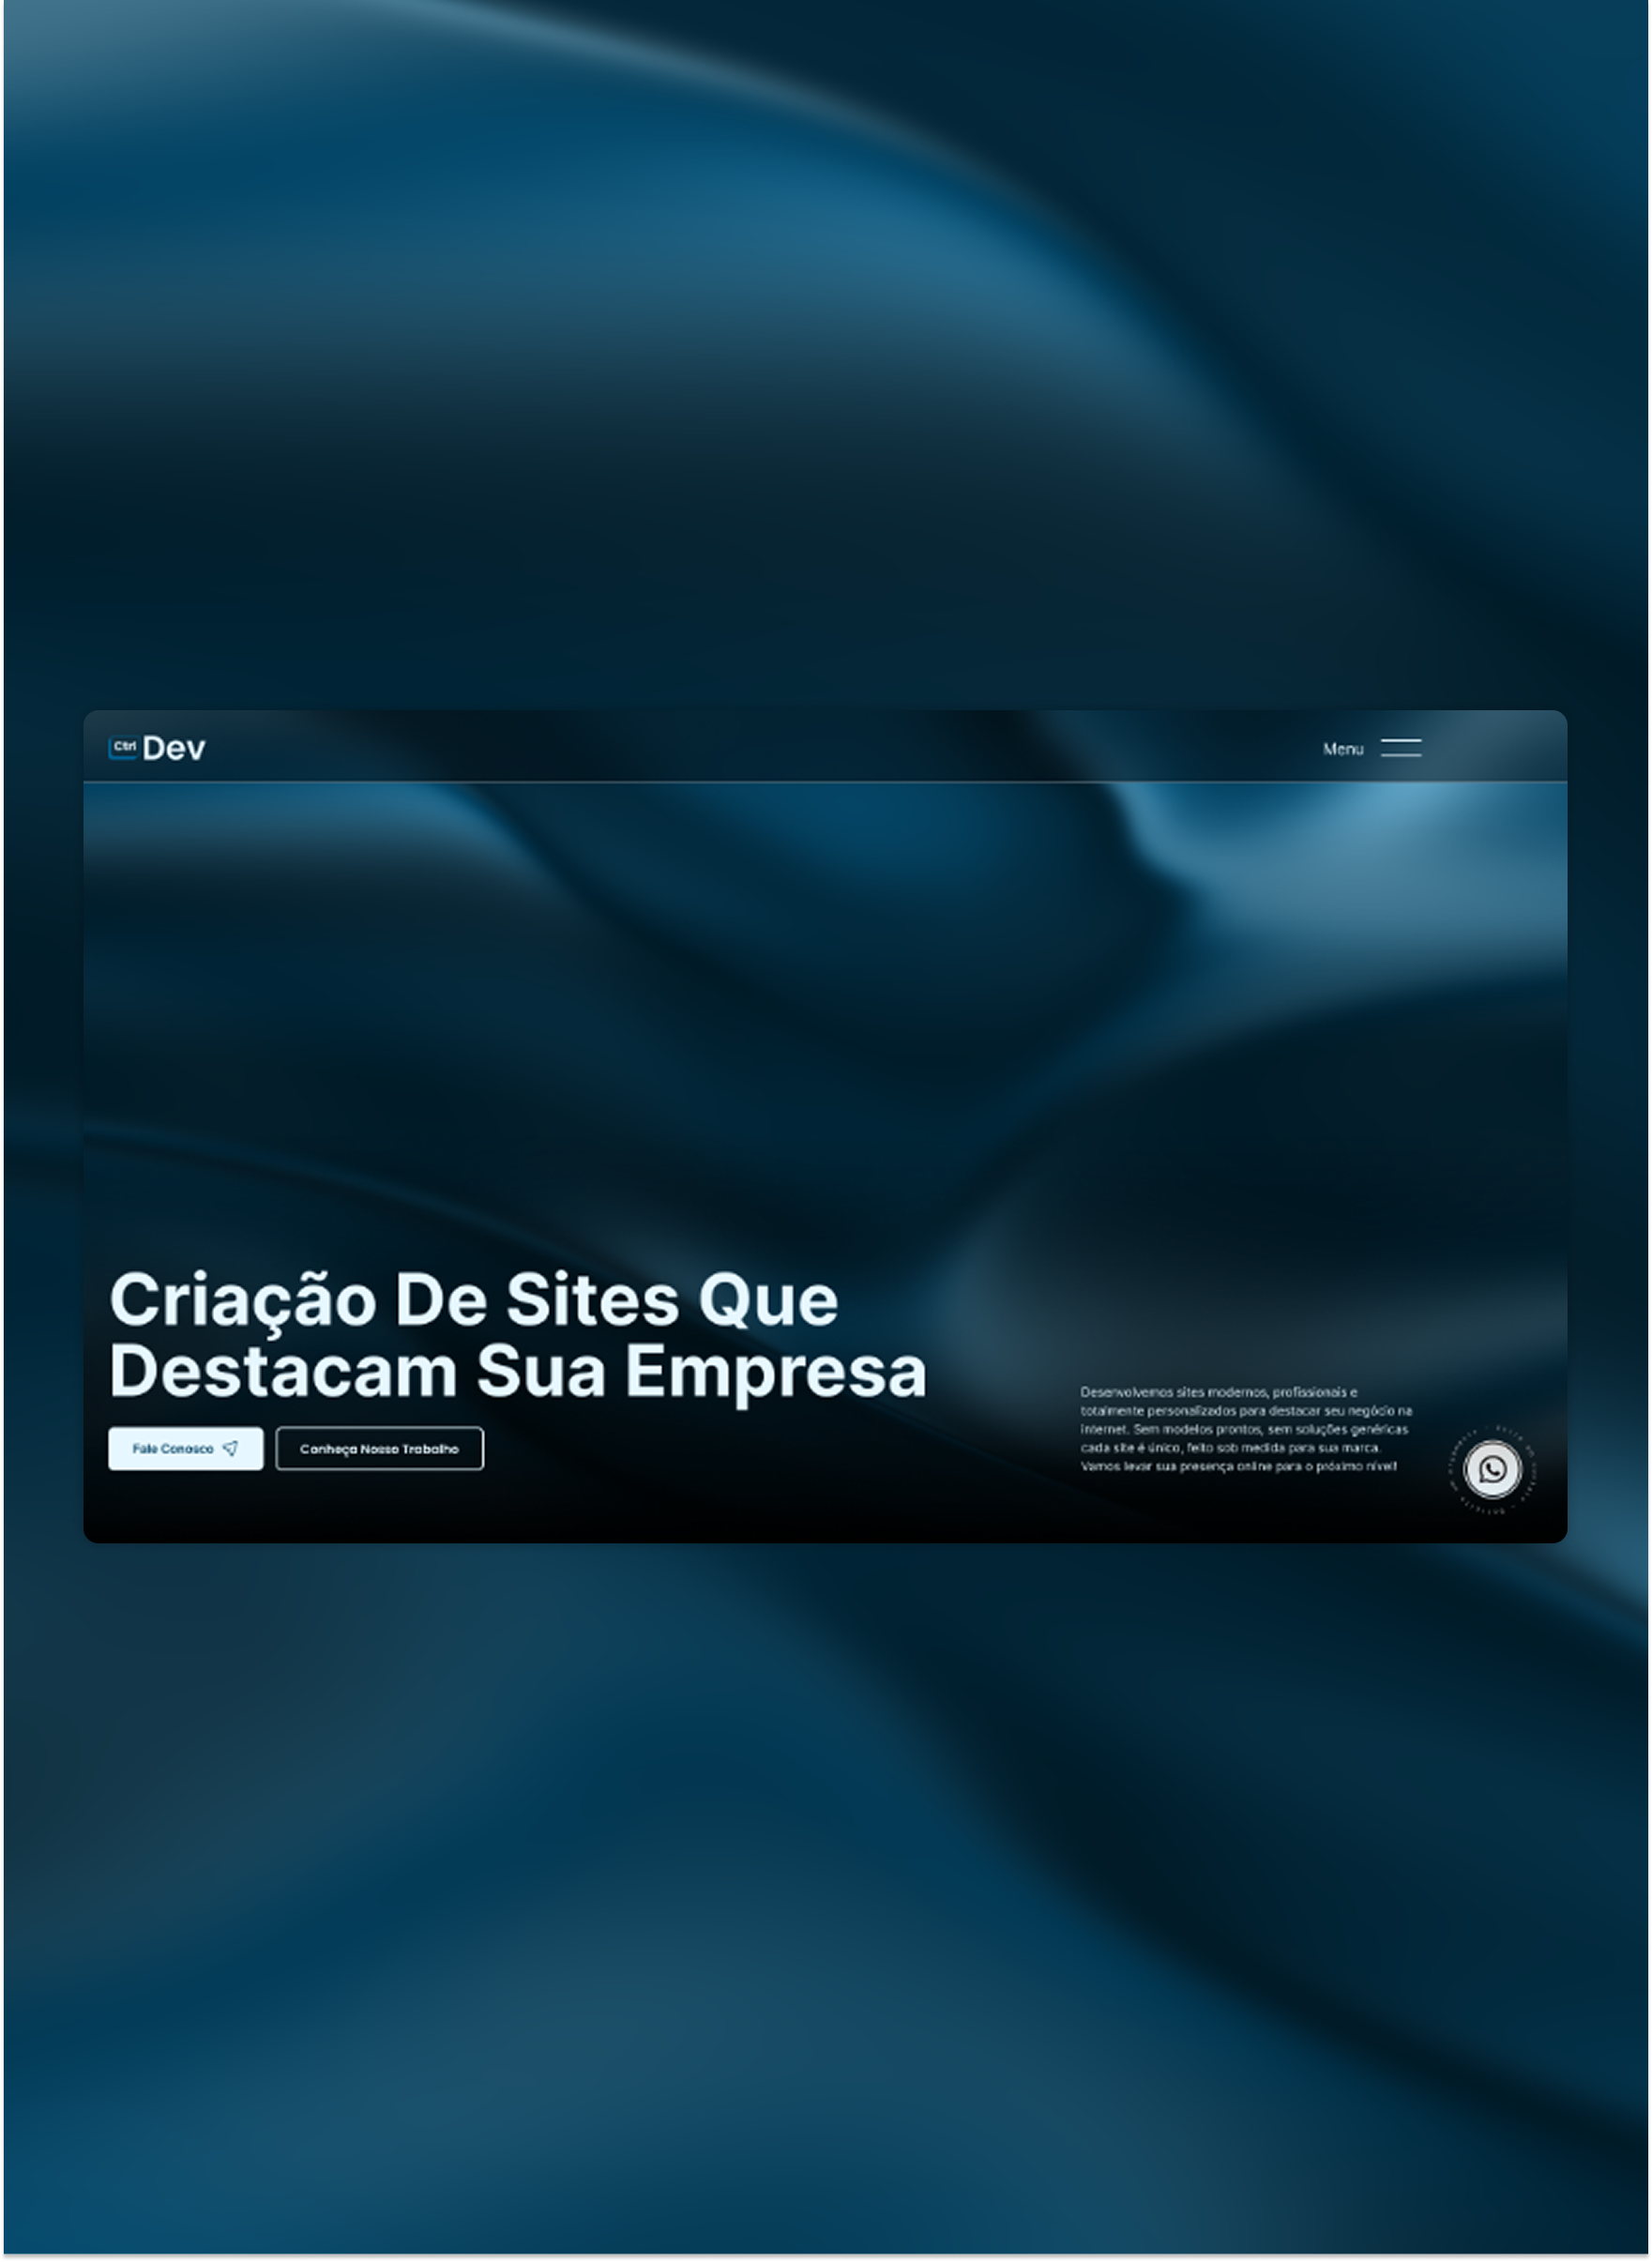 Ctrl Dev
Menu
Criação De Sites Que
Destacam Sua Empresa
Fale Conosco
Conheça Nosso Trabalho
Desenvolvemos sites modernos, profissionais e
totalmente personalizados para destacar seu negócio na
internet. Sem modelos prontos, sem soluções genéricas
cada site é único, feito sob medida para sua marca.
Vamos levar sua presença online para o próximo nível!